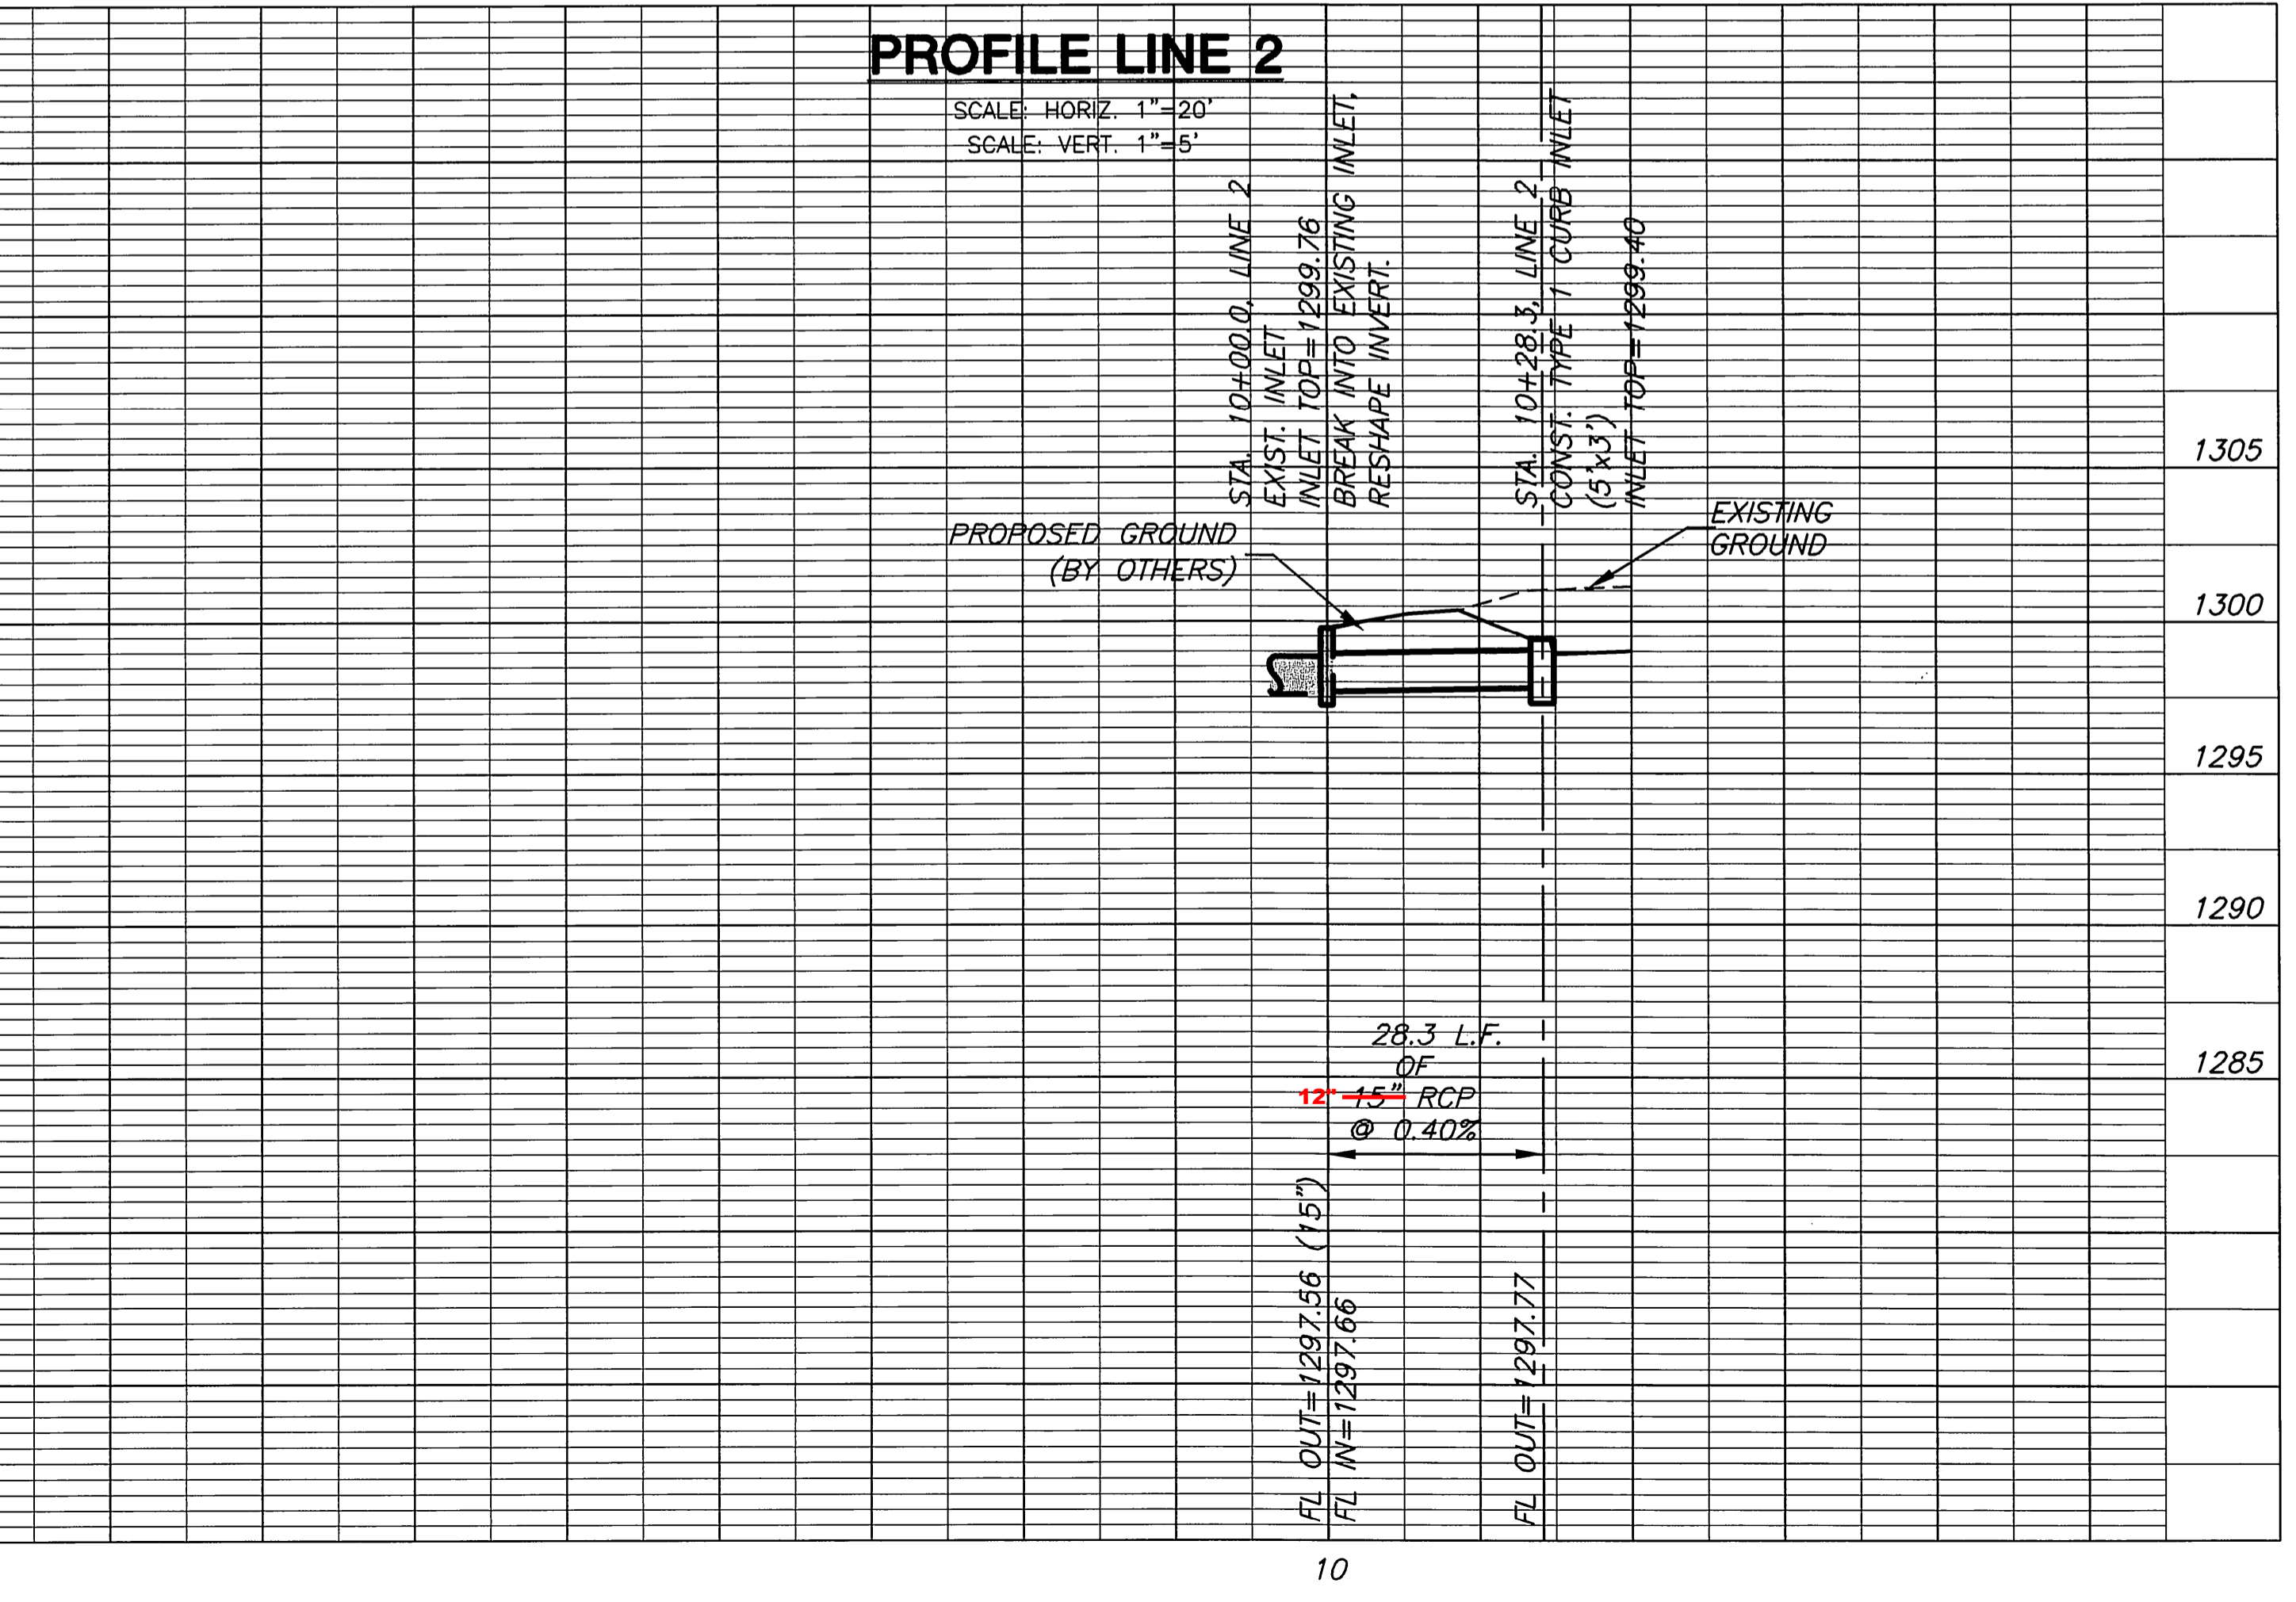 PROFILE LINE 2
SCALE: HORIZ. 1"=20'
SCALE: VERT. 1"=5'
STA. 10+00.0, LINE 2
EXIST. INLET
INLET TOP=1299.76
BREAK INTO EXISTING INLET,
RESHAPE INVERT.
STA. 10+28.3, LINE 2
CONST. TYPE 1 CURB INLET
(5'x3')
INLET TOP=1299.40
PROPOSED GROUND
(BY OTHERS)
EXISTING
GROUND
1305
1300
1295
1290
1285
28.3 L.F.
OF
12" 15" RCP
@ 0.40%
FL OUT=1297.56 (15")
FL IN=1297.66
FL OUT=1297.77
10